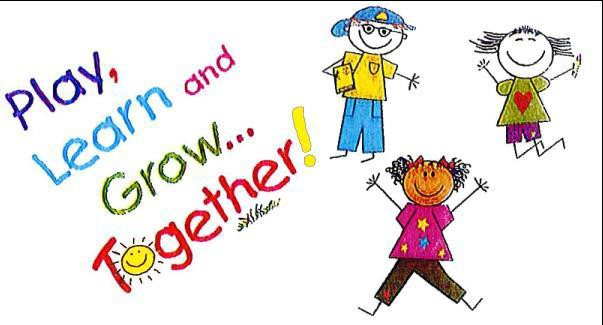 Play,
Learn and
Grow...
Together!